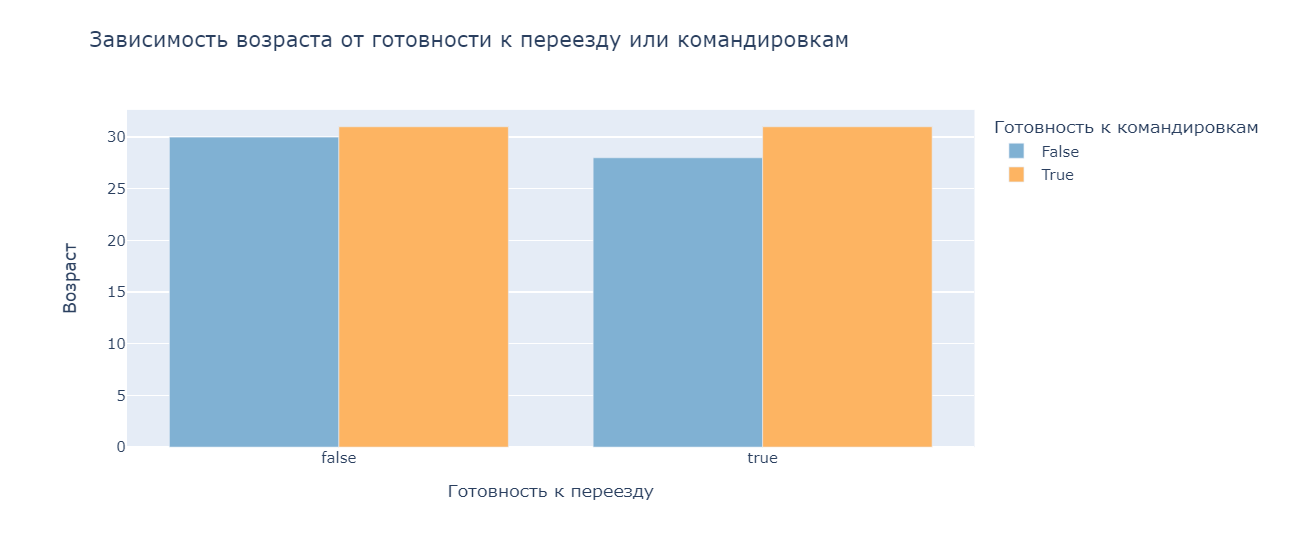 Зависимость возраста от готовности к переезду или командировкам
Готовность к командировкам
False
True
Возраст
30
25
20
15
10
5
0
false
true
Готовность к переезду